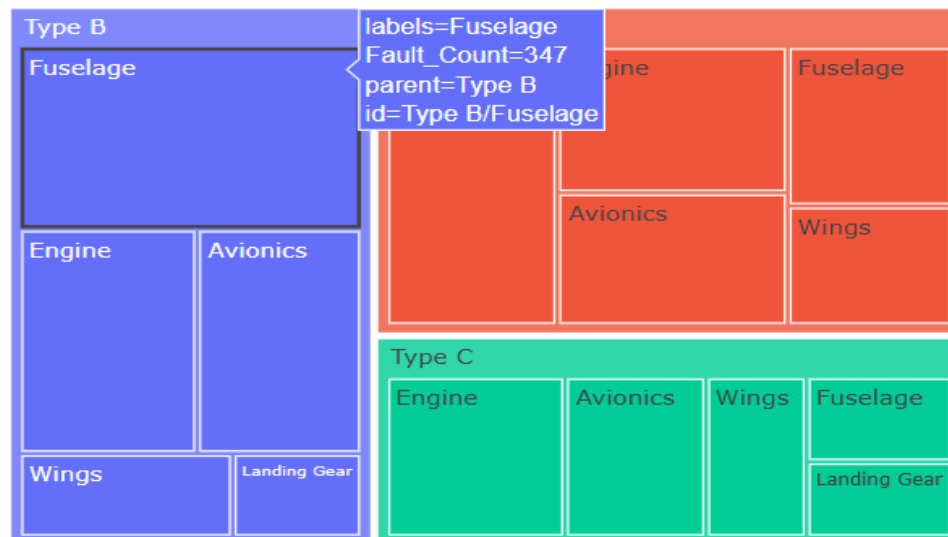 Type B
labels=Fuselage
Fault_Count=347
parent=Type B
id=Type B/Fuselage
Fuselage
Engine
Avionics
Wings
Landing Gear
Fuselage
Avionics
Wings
Type C
Engine
Avionics
Wings
Fuselage
Landing Gear